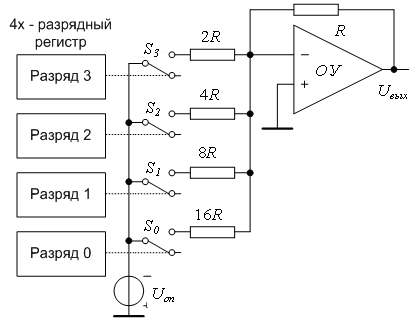 4х - разрядный
регистр
Разряд 3
Разряд 2
Разряд 1
Разряд 0
S3
S2
S1
S0
2R
4R
8R
16R
R
−
+
ОУ
Uвых
−
+
Uоп